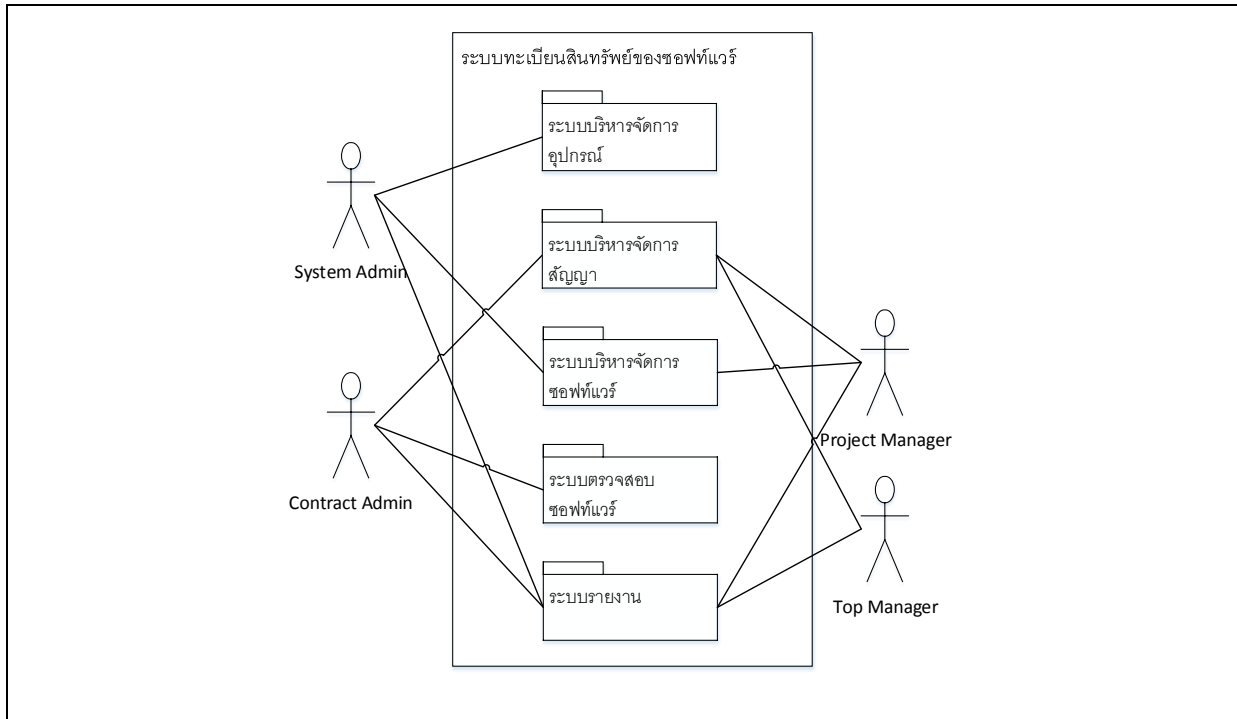 ระบบทะเบียนสินทรัพย์ของซอฟท์แวร์
ระบบบริหารจัดการ
อุปกรณ์
System Admin
ระบบบริหารจัดการ
สัญญา
ระบบบริหารจัดการ
ซอฟท์แวร์
Project Manager
Contract Admin
ระบบตรวจสอบ
ซอฟท์แวร์
ระบบรายงาน
Top Manager